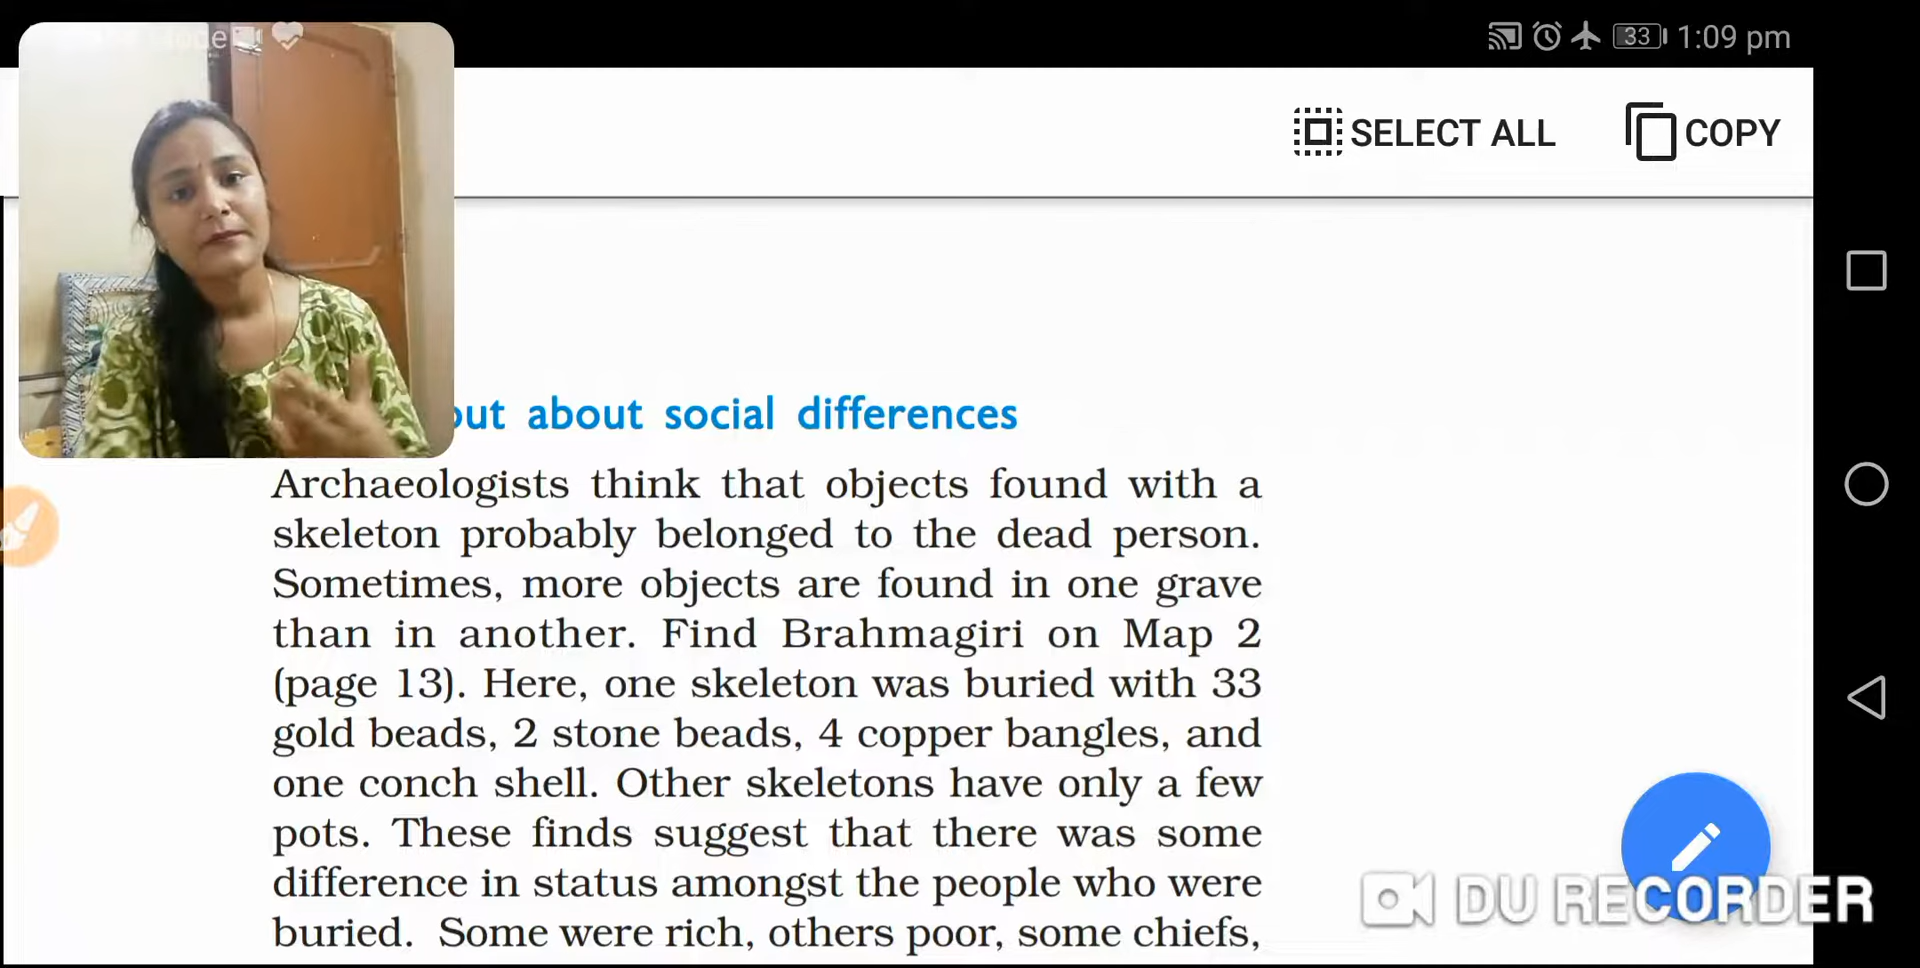 1:09 pm
33
SELECT ALL
COPY
out about social differences
Archaeologists think that objects found with a
skeleton probably belonged to the dead person.
Sometimes, more objects are found in one grave
than in another. Find Brahmagiri on Map 2
(page 13). Here, one skeleton was buried with 33
gold beads, 2 stone beads, 4 copper bangles, and
one conch shell. Other skeletons have only a few
pots. These finds suggest that there was some
difference in status amongst the people who were
buried. Some were rich, others poor, some chiefs,
DU RECORDER